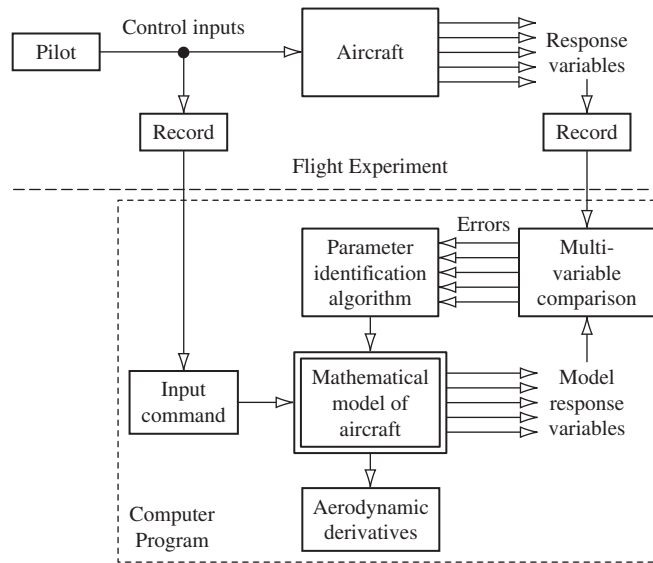 Control inputs
Pilot
Aircraft
Response
variables
Record
Record
Flight Experiment
Errors
Parameter
identification
algorithm
Multi-
variable
comparison
Input
command
Mathematical
model of
aircraft
Model
response
variables
Aerodynamic
derivatives
Computer
Program